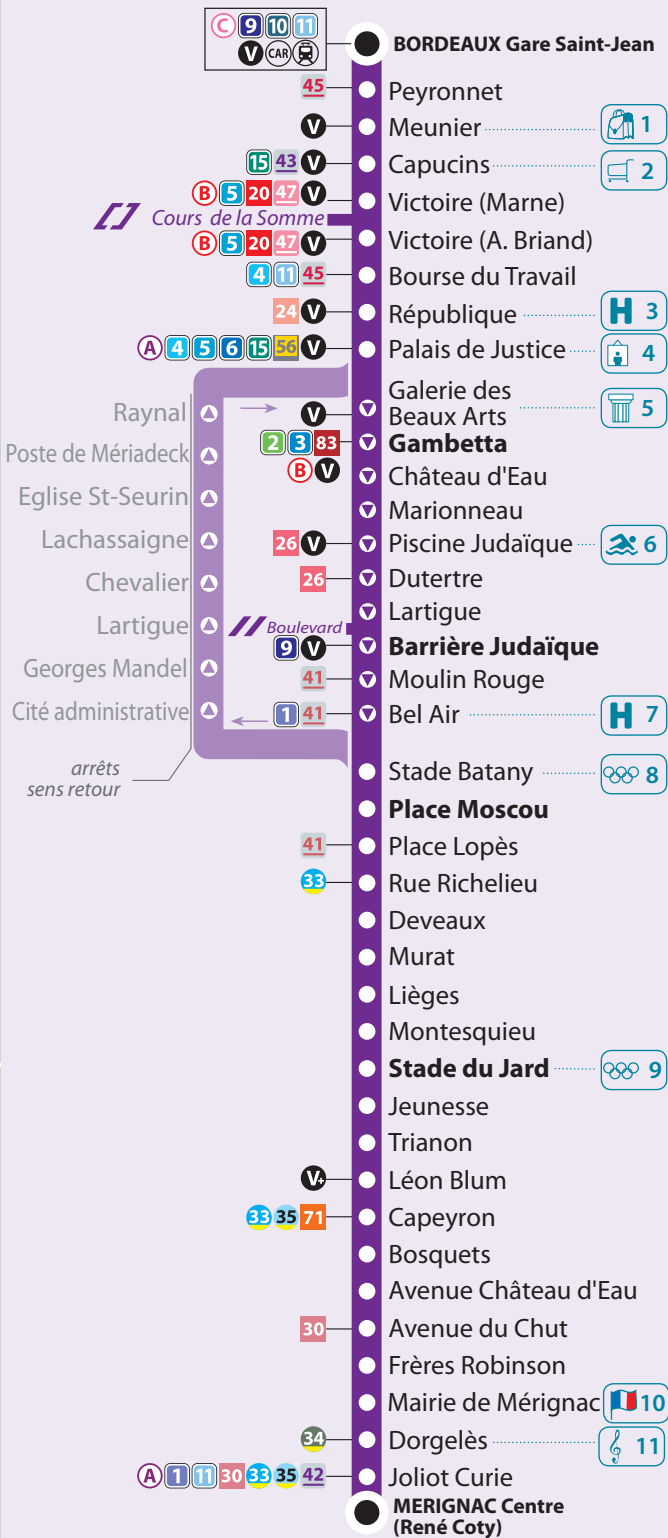 C 9 10 11
V CAR
BORDEAUX Gare Saint-Jean
45 Peyronnet
V Meunier 1
15 43 V Capucins 2
B 5 20 47 V Victoire (Marne)
Cours de la Somme
B 5 20 47 V Victoire (A. Briand)
4 11 45 Bourse du Travail
24 V République H 3
A 4 5 6 15 56 V Palais de Justice 4
V Galerie des
Beaux Arts 5
2 3 83 Gambetta
B V
Château d'Eau
Marionneau
26 V Piscine Judaïque 6
26 Dutertre
Lartigue
Boulevard
9 V Barrière Judaïque
41 Moulin Rouge
1 41 Bel Air H 7
Raynal
Poste de Mériadeck
Eglise St-Seurin
Lachassaigne
Chevalier
Lartigue
Georges Mandel
Cité administrative
arrêts
sens retour
Stade Batany 8
Place Moscou
41 Place Lopès
33 Rue Richelieu
Deveaux
Murat
Lièges
Montesquieu
Stade du Jard 9
Jeunesse
Trianon
V+ Léon Blum
33 35 71 Capeyron
Bosquets
Avenue Château d'Eau
30 Avenue du Chut
Frères Robinson
Mairie de Mérignac 10
34 Dorgelès 11
A 1 11 30 33 35 42 Joliot Curie
MERIGNAC Centre
(René Coty)